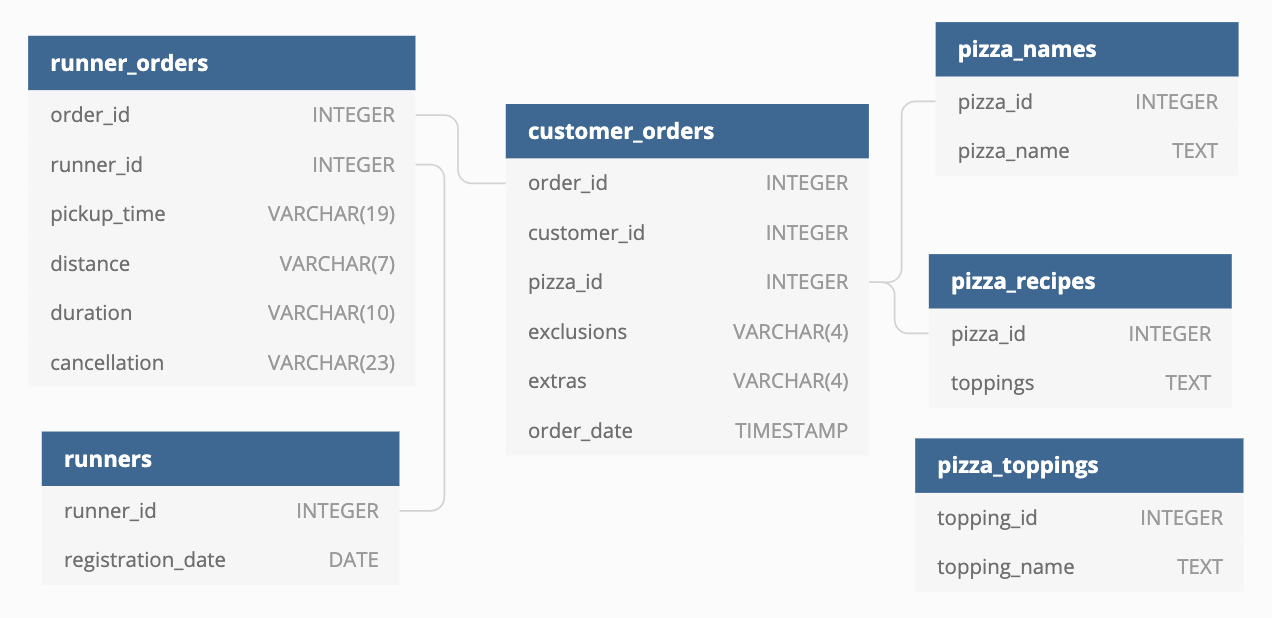 runner_orders
order_id INTEGER
runner_id INTEGER
pickup_time VARCHAR(19)
distance VARCHAR(7)
duration VARCHAR(10)
cancellation VARCHAR(23)
runners
runner_id INTEGER
registration_date DATE
customer_orders
order_id INTEGER
customer_id INTEGER
pizza_id INTEGER
exclusions VARCHAR(4)
extras VARCHAR(4)
order_date TIMESTAMP
pizza_names
pizza_id INTEGER
pizza_name TEXT
pizza_recipes
pizza_id INTEGER
toppings TEXT
pizza_toppings
topping_id INTEGER
topping_name TEXT